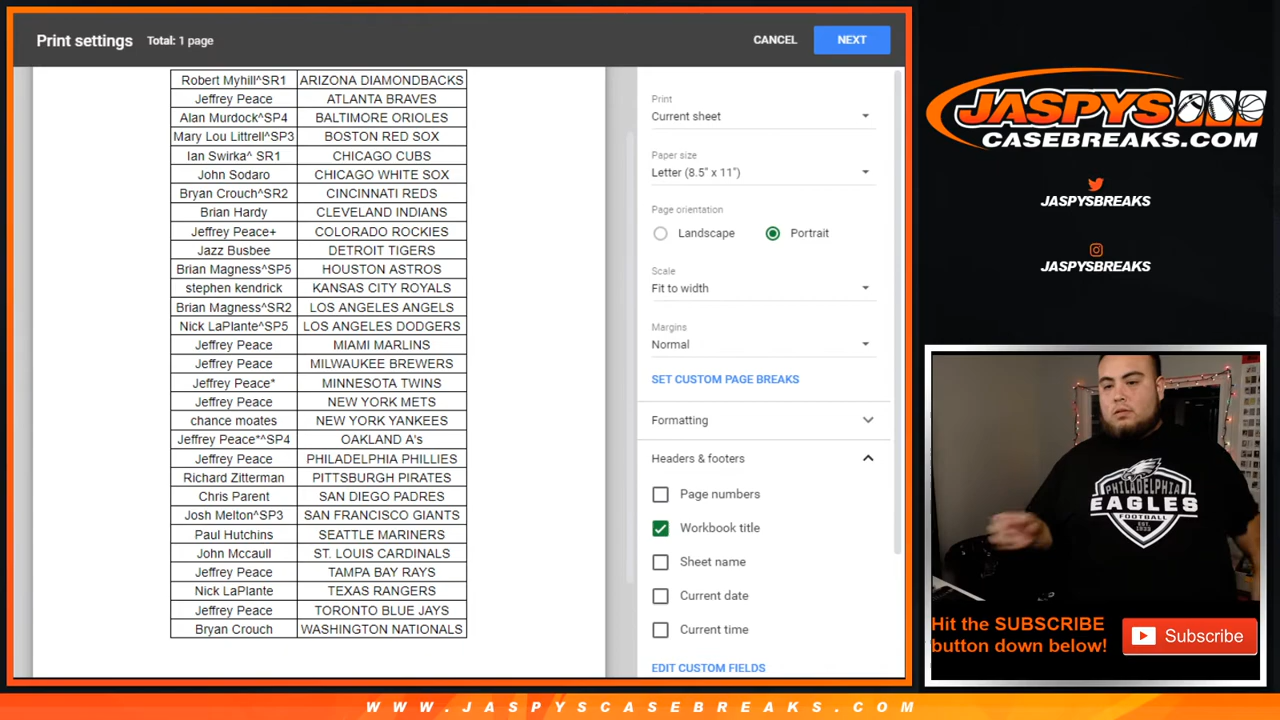 Print settings Total: 1 page CANCEL NEXT
Robert Myhill^SR1 ARIZONA DIAMONDBACKS
Jeffrey Peace ATLANTA BRAVES
Alan Murdock^SP4 BALTIMORE ORIOLES
Mary Lou Littrell^SP3 BOSTON RED SOX
Ian Swirka^ SR1 CHICAGO CUBS
John Sodaro CHICAGO WHITE SOX
Bryan Crouch^SR2 CINCINNATI REDS
Brian Hardy CLEVELAND INDIANS
Jeffrey Peace+ COLORADO ROCKIES
Jazz Busbee DETROIT TIGERS
Brian Magness^SP5 HOUSTON ASTROS
stephen kendrick KANSAS CITY ROYALS
Brian Magness^SR2 LOS ANGELES ANGELS
Nick LaPlante^SP5 LOS ANGELES DODGERS
Jeffrey Peace MIAMI MARLINS
Jeffrey Peace MILWAUKEE BREWERS
Jeffrey Peace* MINNESOTA TWINS
Jeffrey Peace NEW YORK METS
chance moates NEW YORK YANKEES
Jeffrey Peace*^SP4 OAKLAND A's
Jeffrey Peace PHILADELPHIA PHILLIES
Richard Zitterman PITTSBURGH PIRATES
Chris Parent SAN DIEGO PADRES
Josh Melton^SP3 SAN FRANCISCO GIANTS
Paul Hutchins SEATTLE MARINERS
John Mccaull ST. LOUIS CARDINALS
Jeffrey Peace TAMPA BAY RAYS
Nick LaPlante TEXAS RANGERS
Jeffrey Peace TORONTO BLUE JAYS
Bryan Crouch WASHINGTON NATIONALS
Print
Current sheet
Paper size
Letter (8.5" x 11")
Page orientation
Landscape Portrait
Scale
Fit to width
Margins
Normal
SET CUSTOM PAGE BREAKS
Formatting
Headers & footers
Page numbers
Workbook title
Sheet name
Current date
Current time
EDIT CUSTOM FIELDS
JASPYS
CASEBREAKS.COM
JASPYSBREAKS
JASPYSBREAKS
PHILADELPHIA
EAGLES
FOOTBALL
EST.
1933
Hit the SUBSCRIBE
button down below!
Subscribe
WWW.JASPYSCASEBREAKS.COM